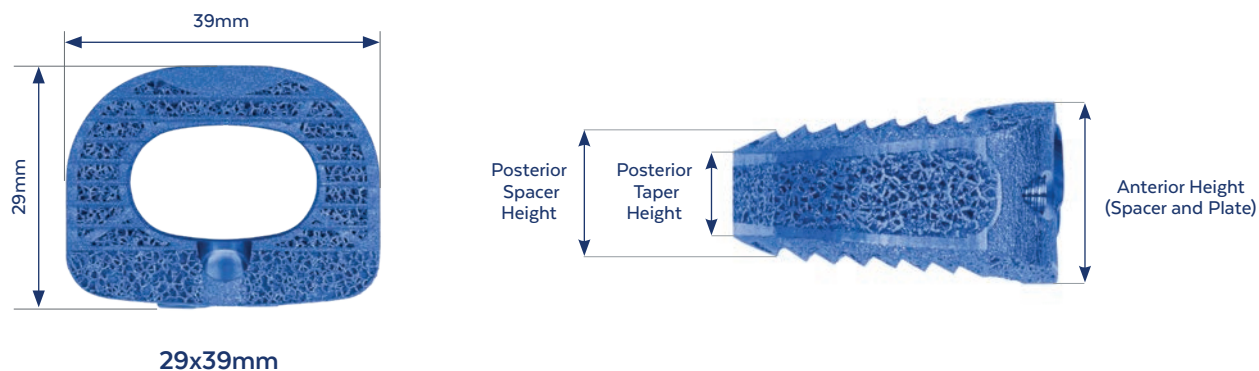 39mm
29mm
29x39mm
Posterior
Spacer
Height
Posterior
Taper
Height
Anterior Height
(Spacer and Plate)